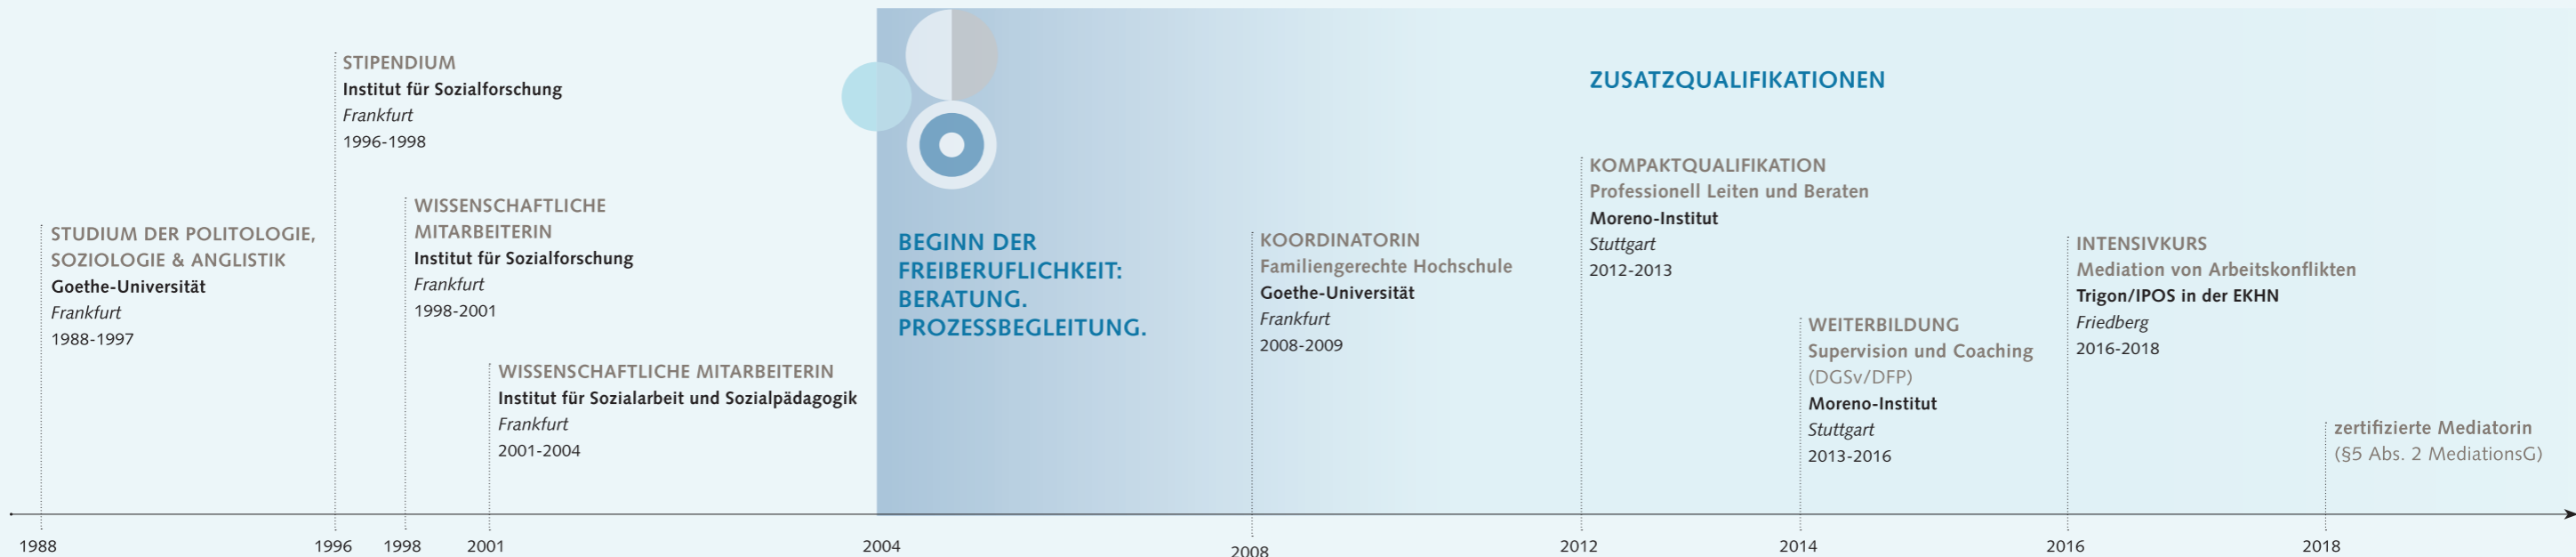 STUDIUM DER POLITOLOGIE,
SOZIOLOGIE & ANGLISTIK
Goethe-Universität
Frankfurt
1988-1997
STIPENDIUM
Institut für Sozialforschung
Frankfurt
1996-1998
WISSENSCHAFTLICHE
MITARBEITERIN
Institut für Sozialforschung
Frankfurt
1998-2001
WISSENSCHAFTLICHE MITARBEITERIN
Institut für Sozialarbeit und Sozialpädagogik
Frankfurt
2001-2004
BEGINN DER
FREIBERUFLICHKEIT:
BERATUNG.
PROZESSBEGLEITUNG.
KOORDINATORIN
Familiengerechte Hochschule
Goethe-Universität
Frankfurt
2008-2009
ZUSATZQUALIFIKATIONEN
KOMPAKTQUALIFIKATION
Professionell Leiten und Beraten
Moreno-Institut
Stuttgart
2012-2013
WEITERBILDUNG
Supervision und Coaching
(DGSv/DFP)
Moreno-Institut
Stuttgart
2013-2016
INTENSIVKURS
Mediation von Arbeitskonflikten
Trigon/IPOS in der EKHN
Friedberg
2016-2018
zertifizierte Mediatorin
(§5 Abs. 2 MediationsG)
1988
1996
1998
2001
2004
2008
2012
2014
2016
2018